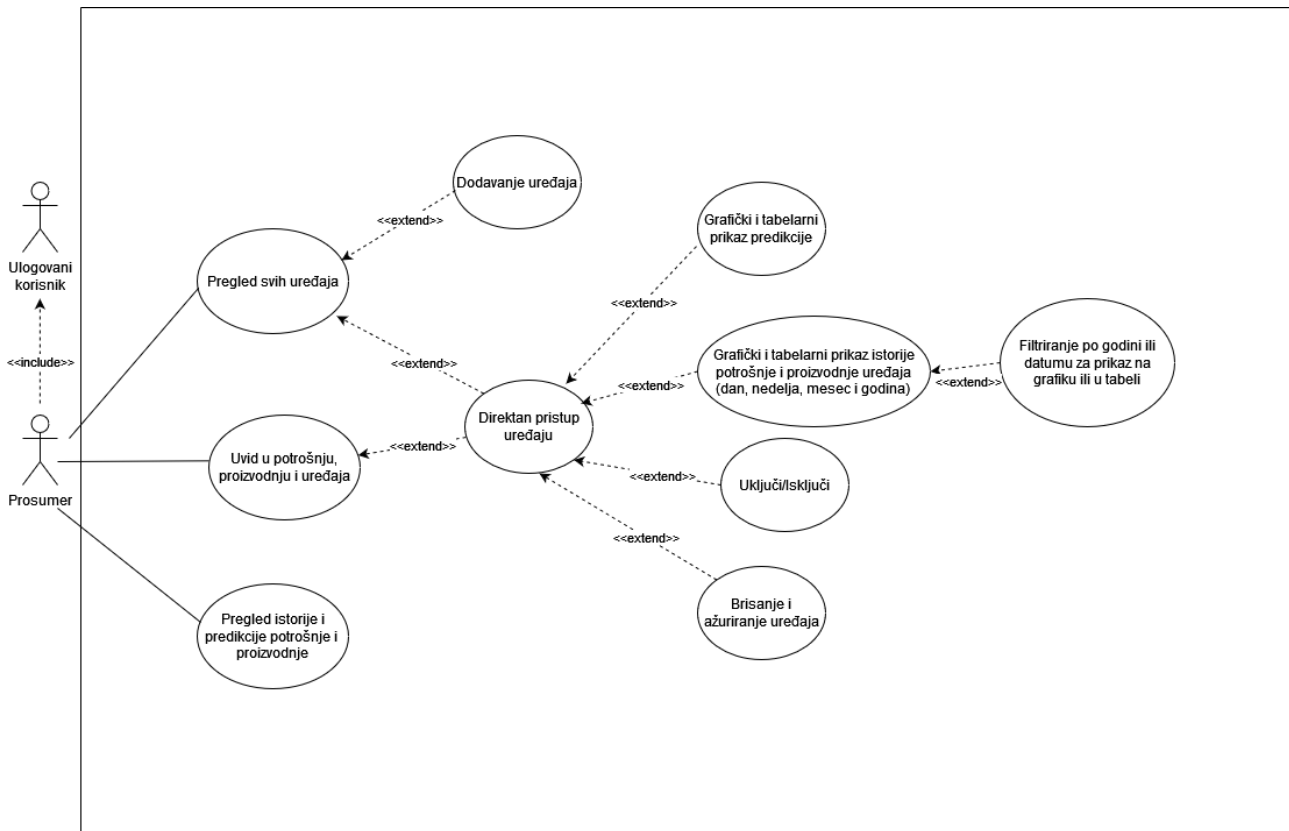 Dodavanje uređaja
<<extend>>
Grafički i tabelarni
prikaz predikcije
Ulogovani
korisnik
Pregled svih uređaja
<<extend>>
<<include>>
<<extend>>
Grafički i tabelarni prikaz istorije
potrošnje i proizvodnje uređaja
(dan, nedelja, mesec i godina)
<<extend>>
<<extend>>
Filtriranje po godini ili
datumu za prikaz na
grafiku ili u tabeli
Direktan pristup
uređaju
Uvid u potrošnju,
proizvodnju i uređaja
<<extend>>
Prosumer
<<extend>>
Uključi/Isključi
<<extend>>
Brisanje i
ažuriranje uređaja
Pregled istorije i
predikcije potrošnje i
proizvodnje